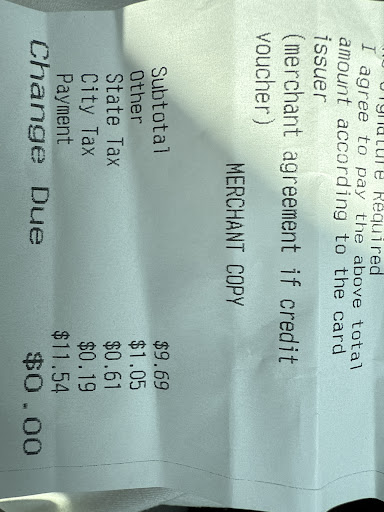 Signature Required
I agree to pay the above total
amount according to the card
issuer
(merchant agreement if credit
voucher)
MERCHANT COPY
Subtotal $9.69
Other $1.05
State Tax $0.61
City Tax $0.19
Payment $11.54
Change Due $0.00